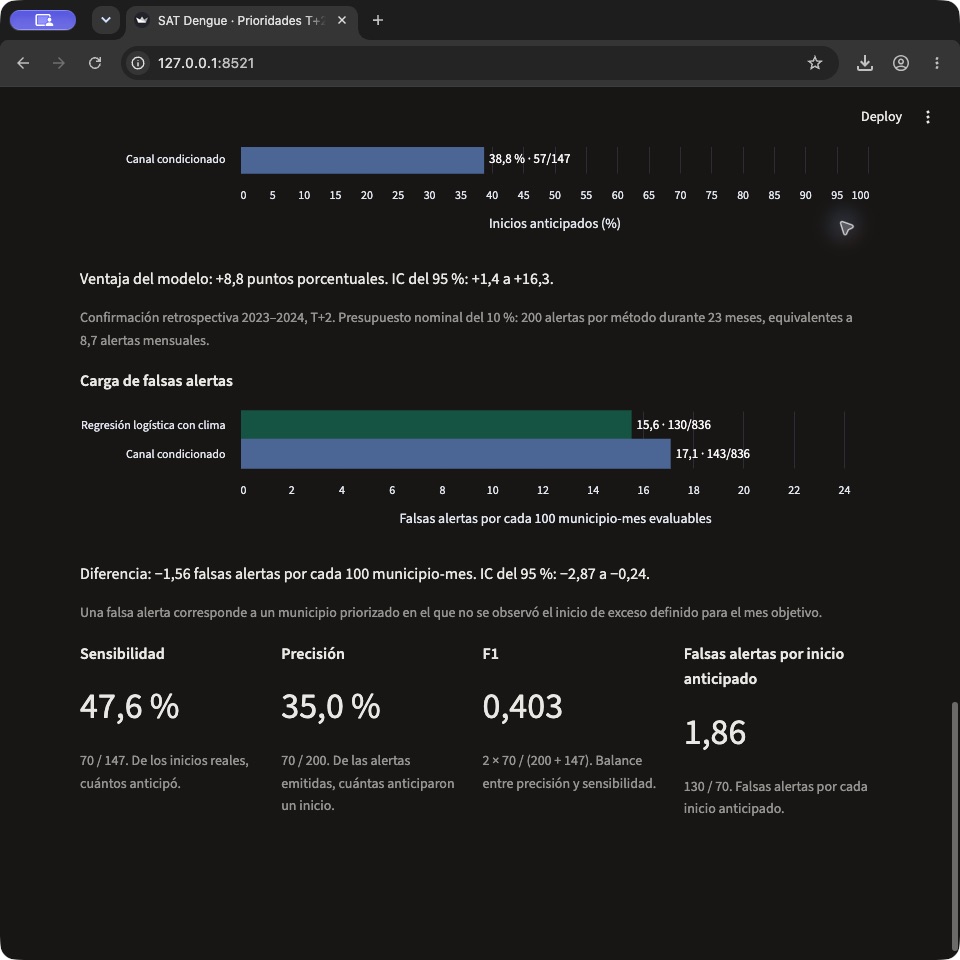 SAT Dengue · Prioridades T+2
127.0.0.1:8521
Deploy
Canal condicionado
38,8 % · 57/147
0 5 10 15 20 25 30 35 40 45 50 55 60 65 70 75 80 85 90 95 100
Inicios anticipados (%)
Ventaja del modelo: +8,8 puntos porcentuales. IC del 95 %: +1,4 a +16,3.
Confirmación retrospectiva 2023–2024, T+2. Presupuesto nominal del 10 %: 200 alertas por método durante 23 meses, equivalentes a
8,7 alertas mensuales.
Carga de falsas alertas
Regresión logística con clima
15,6 · 130/836
Canal condicionado
17,1 · 143/836
0 2 4 6 8 10 12 14 16 18 20 22 24
Falsas alertas por cada 100 municipio-mes evaluables
Diferencia: −1,56 falsas alertas por cada 100 municipio-mes. IC del 95 %: −2,87 a −0,24.
Una falsa alerta corresponde a un municipio priorizado en el que no se observó el inicio de exceso definido para el mes objetivo.
Sensibilidad
47,6 %
70 / 147. De los inicios reales,
cuántos anticipó.
Precisión
35,0 %
70 / 200. De las alertas
emitidas, cuántas anticiparon
un inicio.
F1
0,403
2 × 70 / (200 + 147). Balance
entre precisión y sensibilidad.
Falsas alertas por inicio
anticipado
1,86
130 / 70. Falsas alertas por cada
inicio anticipado.